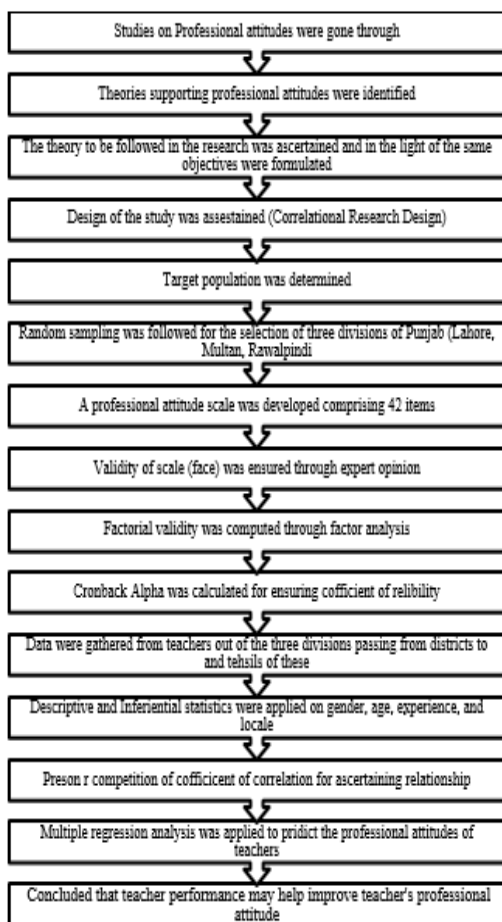 Studies on Professional attitudes were gone through
Theories supporting professional attitudes were identified
The theory to be followed in the research was ascertained and in the light of the same
objectives were formulated
Design of the study was assestained (Correlational Research Design)
Target population was determined
Random sampling was followed for the selection of three divisions of Punjab (Lahore,
Multan, Rawalpindi
A professional attitude scale was developed comprising 42 items
Validity of scale (face) was ensured through expert opinion
Factorial validity was computed through factor analysis
Cronback Alpha was calculated for ensuring cofficient of relibility
Data were gathered from teachers out of the three divisions passing from districts to
and tehsils of these
Descriptive and Inferiential statistics were applied on gender, age, experience, and
locale
Preson r competition of cofficicent of correlation for ascertaining relationship
Multiple regression analysis was applied to pridict the professional attitudes of
teachers
Concluded that teacher performance may help improve teacher's professional
attitude